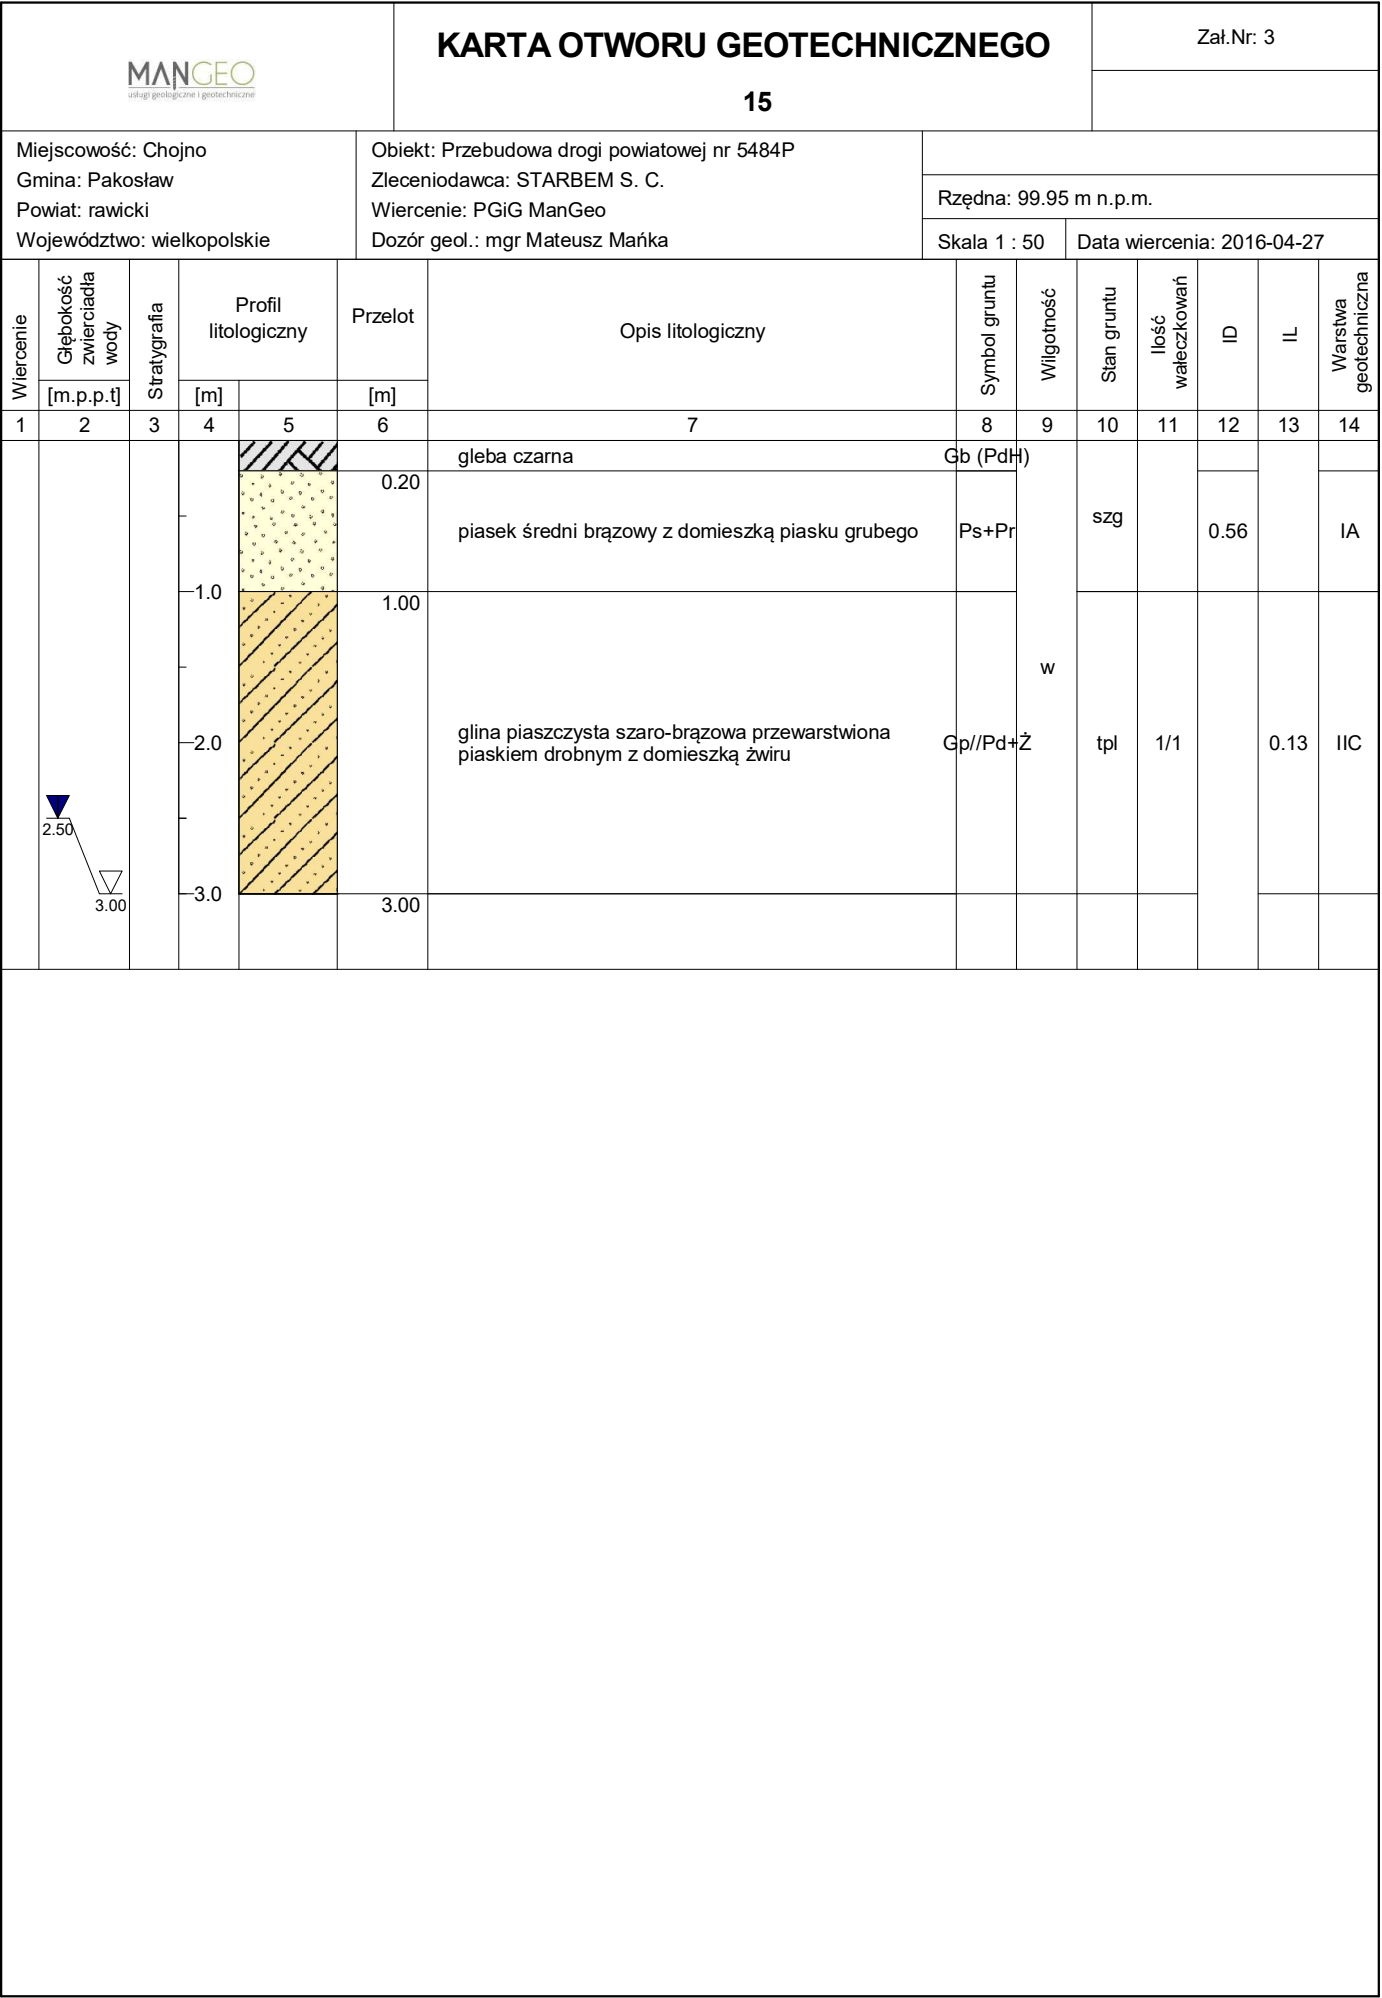 MANGEO
usługi geologiczne i geotechniczne
KARTA OTWORU GEOTECHNICZNEGO
15
Zał.Nr: 3
Miejscowość: Chojno
Gmina: Pakosław
Powiat: rawicki
Województwo: wielkopolskie
Obiekt: Przebudowa drogi powiatowej nr 5484P
Zleceniodawca: STARBEM S. C.
Wiercenie: PGiG ManGeo
Dozór geol.: mgr Mateusz Mańka
Rzędna: 99.95 m n.p.m.
Skala 1 : 50
Data wiercenia: 2016-04-27
Wiercenie
Głębokość
zwierciadła
wody
[m.p.p.t]
Stratygrafia
Profil
litologiczny
[m]
Przelot
[m]
Opis litologiczny
Symbol gruntu
Wilgotność
Stan gruntu
Ilość
wałeczkowań
ID
IL
Warstwa
geotechniczna
1 2 3 4 5 6 7 8 9 10 11 12 13 14
gleba czarna Gb (PdH)
0.20
piasek średni brązowy z domieszką piasku grubego Ps+Pr szg 0.56 IA
1.0
1.00
w
glina piaszczysta szaro-brązowa przewarstwiona
piaskiem drobnym z domieszką żwiru
2.0
Gp//Pd+Ż tpl 1/1 0.13 IIC
2.50
3.0
3.00
3.00